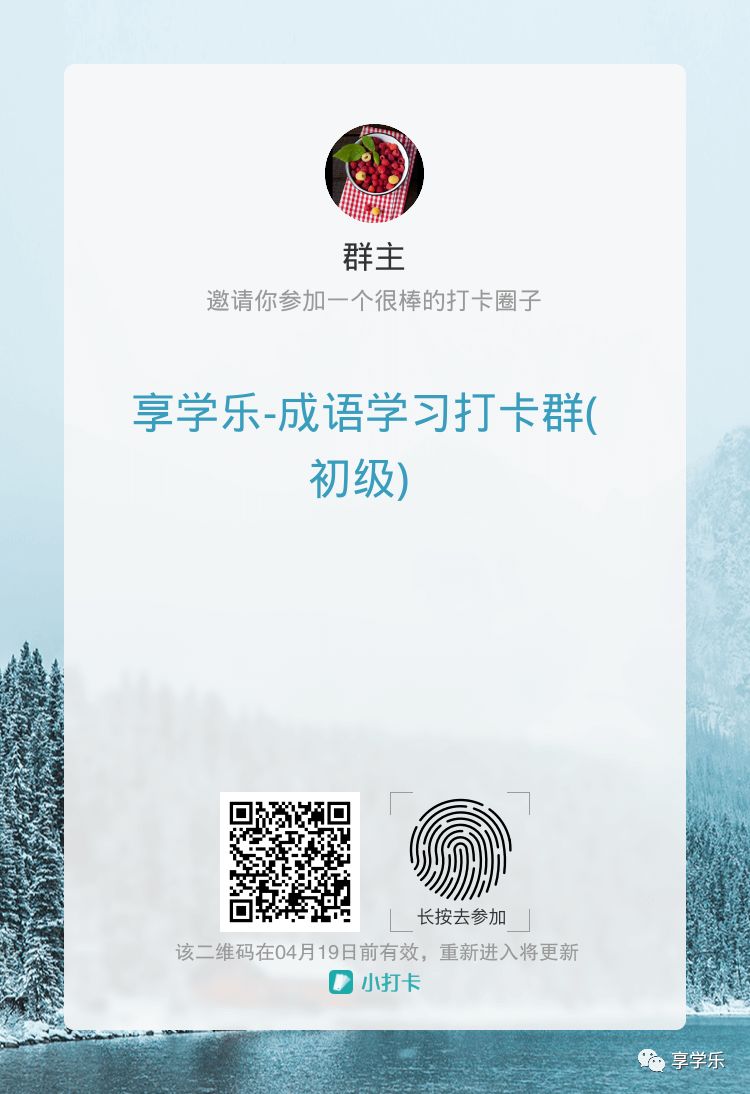 群主
邀请你参加一个很棒的打卡圈子
享学乐-成语学习打卡群(
初级)
长按去参加
该二维码在04月19日前有效，重新进入将更新
小打卡
享学乐